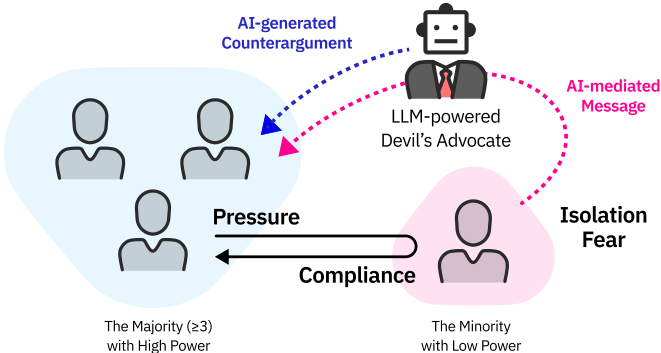 AI-generated
Counterargument
AI-mediated
Message
LLM-powered
Devil's Advocate
Pressure
Isolation
Fear
Compliance
The Majority (≥3)
with High Power
The Minority
with Low Power